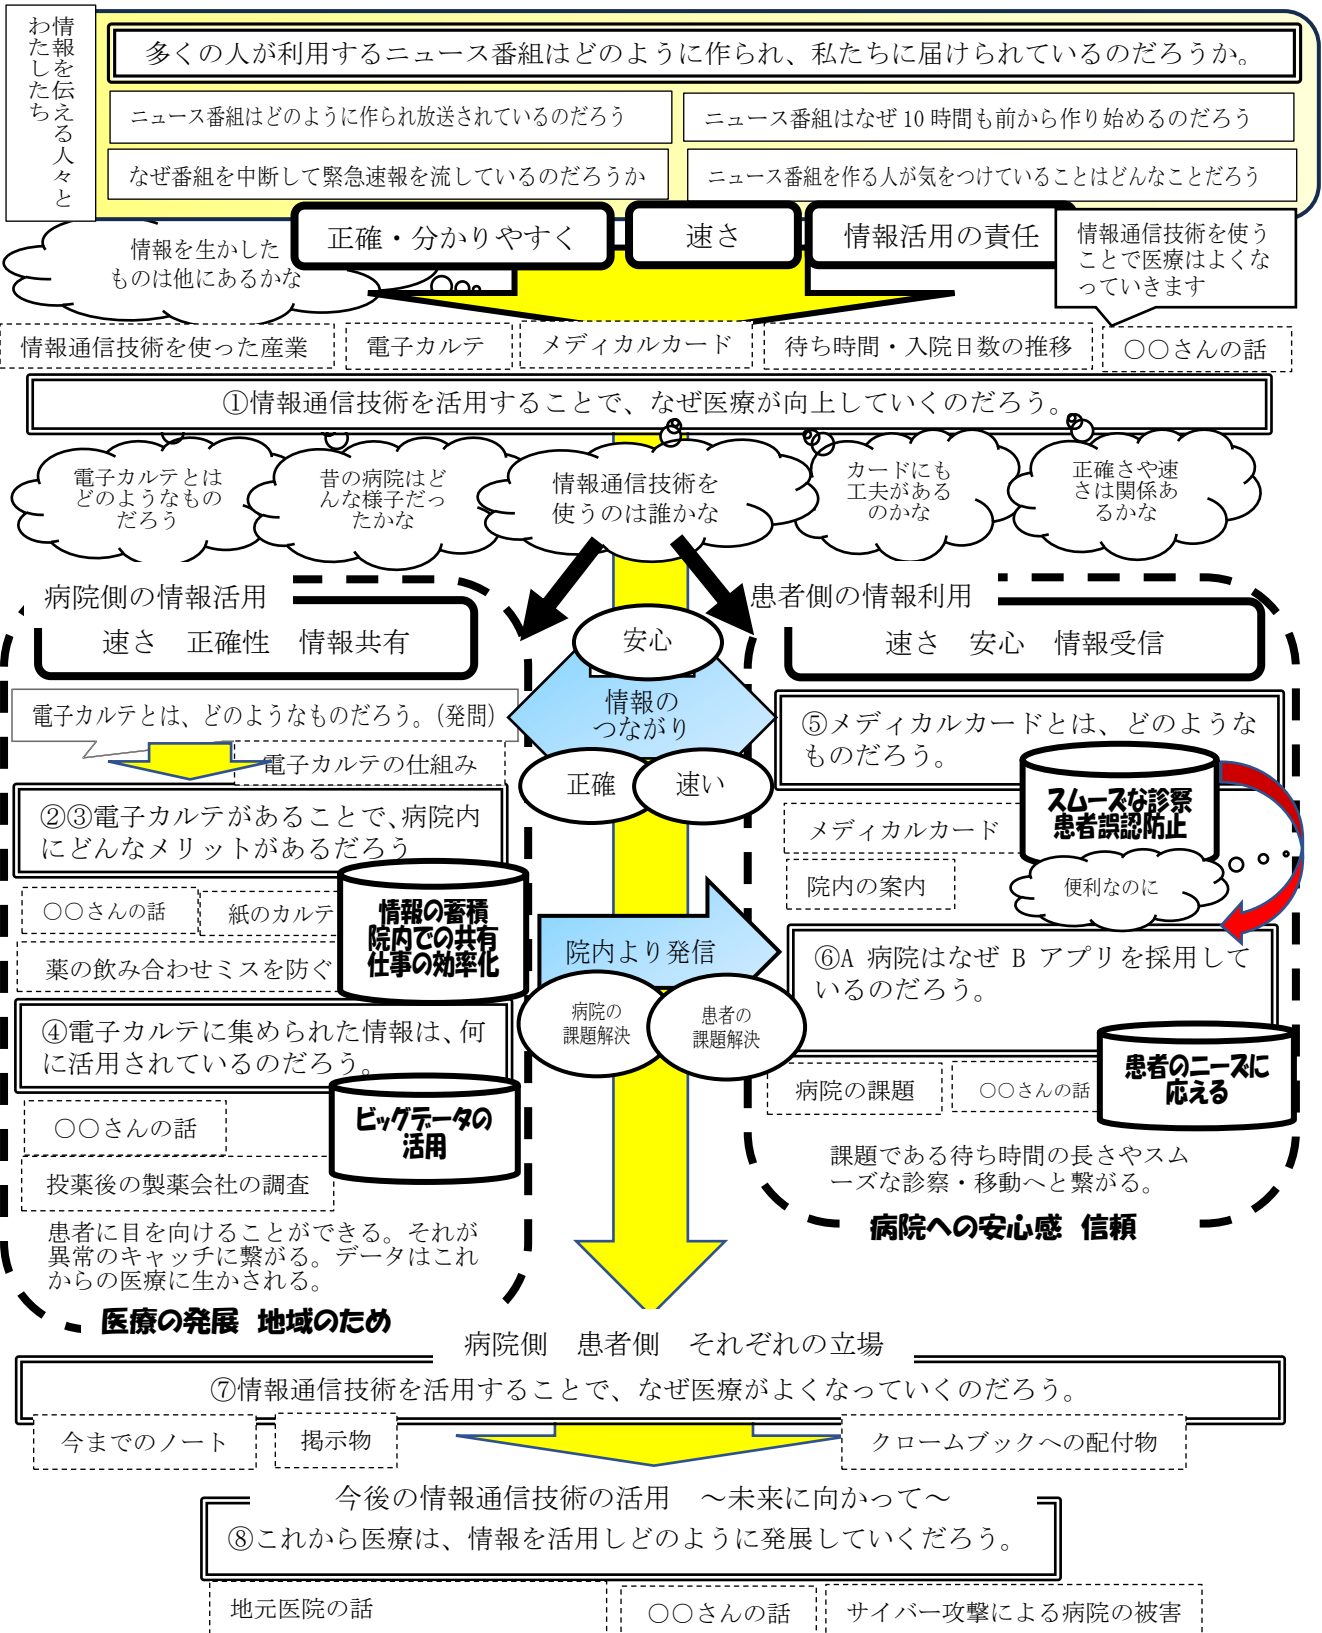 情報を伝える人々と
わたしたち
多くの人が利用するニュース番組はどのように作られ、私たちに届けられているのだろうか。
ニュース番組はどのように作られ放送されているのだろう
ニュース番組はなぜ 10 時間も前から作り始めるのだろう
なぜ番組を中断して緊急速報を流しているのだろうか
ニュース番組を作る人が気をつけていることはどんなことだろう
正確・分かりやすく
速さ
情報活用の責任
情報を生かした
ものは他にあるかな
情報通信技術を使う
ことで医療はよくな
っていきます
情報通信技術を使った産業
電子カルテ
メディカルカード
待ち時間・入院日数の推移
〇〇さんの話
①情報通信技術を活用することで、なぜ医療が向上していくのだろう。
電子カルテとは
どのようなもの
だろう
昔の病院はど
んな様子だっ
たかな
情報通信技術を
使うのは誰かな
カードにも
工夫がある
のかな
正確さや速
さは関係あ
るかな
病院側の情報活用
速さ 正確性 情報共有
患者側の情報利用
速さ 安心 情報受信
安心
情報の
つながり
正確
速い
電子カルテとは、どのようなものだろう。(発問)
電子カルテの仕組み
②③電子カルテがあることで、病院内
にどんなメリットがあるだろう
〇〇さんの話
紙のカルテ
薬の飲み合わせミスを防ぐ
情報の蓄積
院内での共有
仕事の効率化
④電子カルテに集められた情報は、何
に活用されているのだろう。
〇〇さんの話
投薬後の製薬会社の調査
ビッグデータの
活用
患者に目を向けることができる。それが
異常のキャッチに繋がる。データはこれ
からの医療に生かされる。
医療の発展 地域のため
院内より発信
病院の
課題解決
患者の
課題解決
⑤メディカルカードとは、どのような
ものだろう。
スムーズな診察
患者誤認防止
メディカルカード
院内の案内
便利なのに
⑥A 病院はなぜ B アプリを採用して
いるのだろう。
病院の課題
〇〇さんの話
患者のニーズに
応える
課題である待ち時間の長さやスム
ーズな診察・移動へと繋がる。
病院への安心感 信頼
病院側 患者側 それぞれの立場
⑦情報通信技術を活用することで、なぜ医療がよくなっていくのだろう。
今までのノート
掲示物
クロームブックへの配付物
今後の情報通信技術の活用 ～未来に向かって～
⑧これから医療は、情報を活用しどのように発展していくだろう。
地元医院の話
〇〇さんの話
サイバー攻撃による病院の被害